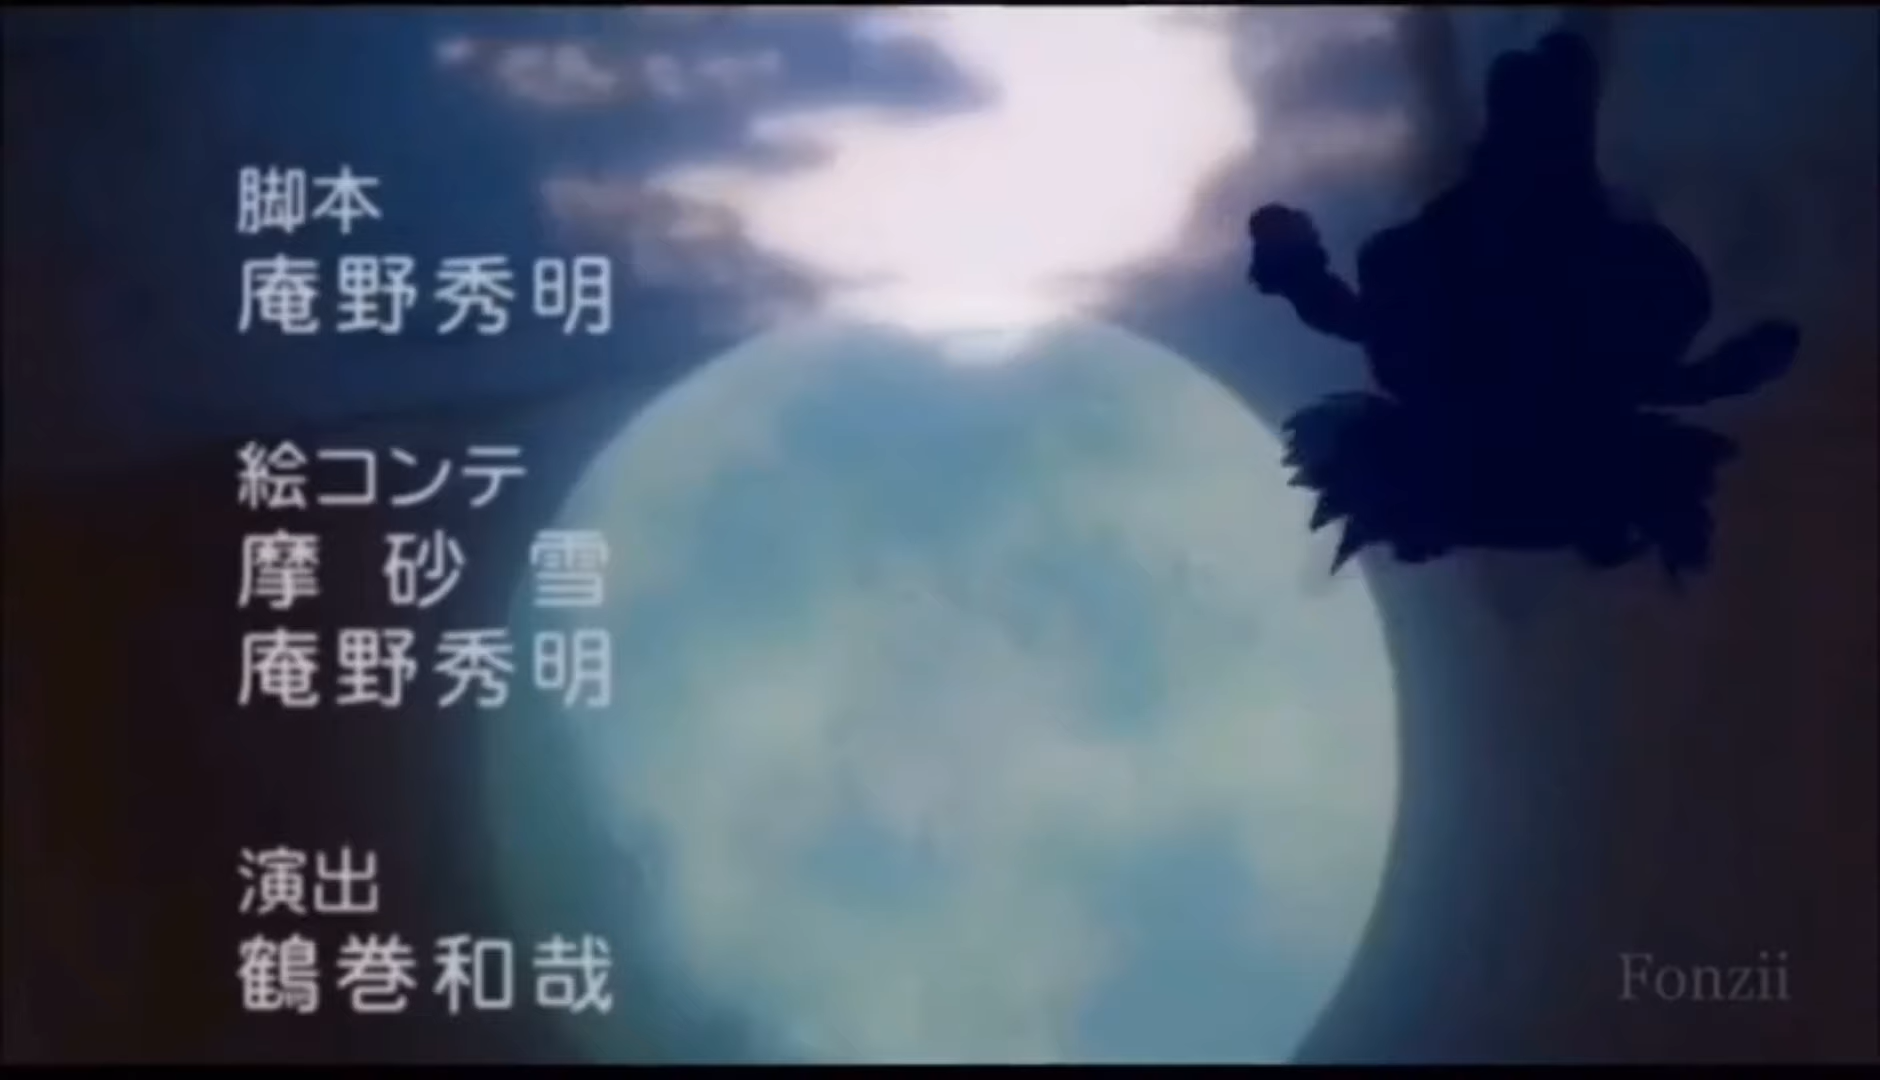 脚本
庵野秀明
絵コンテ
摩砂雪
庵野秀明
演出
鶴巻和哉
Fonzii